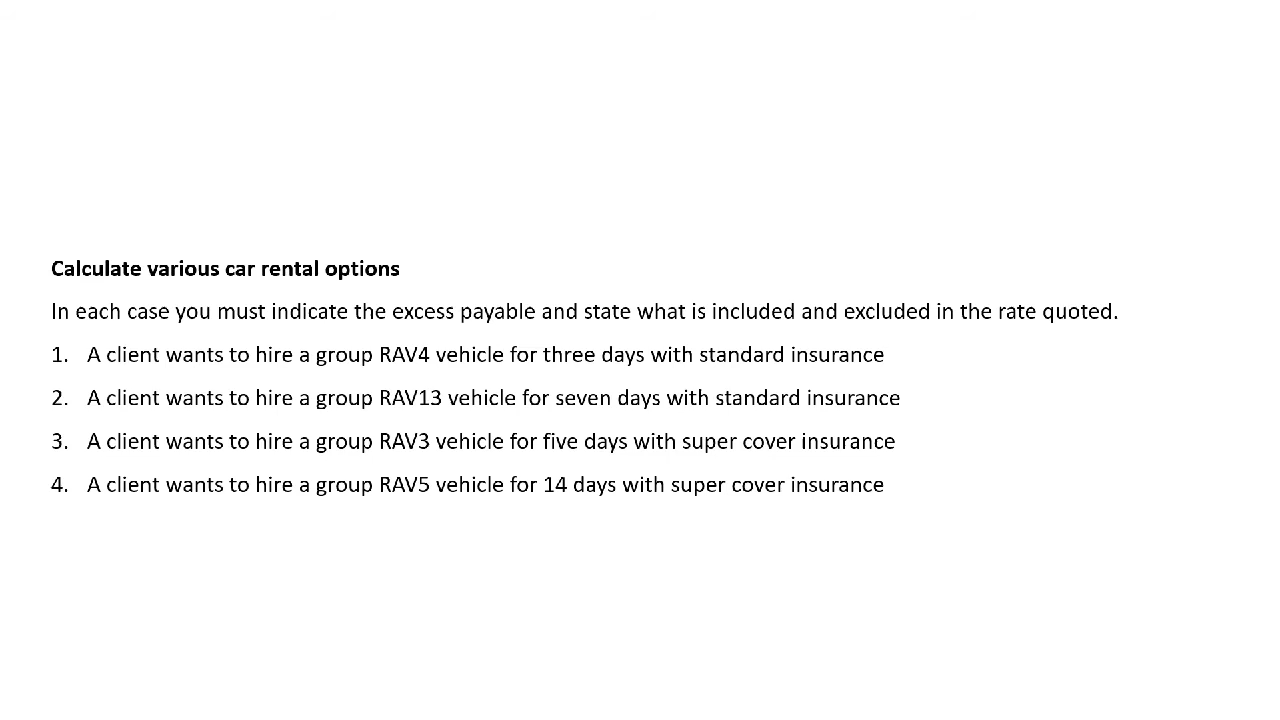 Calculate various car rental options
In each case you must indicate the excess payable and state what is included and excluded in the rate quoted.
1. A client wants to hire a group RAV4 vehicle for three days with standard insurance
2. A client wants to hire a group RAV13 vehicle for seven days with standard insurance
3. A client wants to hire a group RAV3 vehicle for five days with super cover insurance
4. A client wants to hire a group RAV5 vehicle for 14 days with super cover insurance